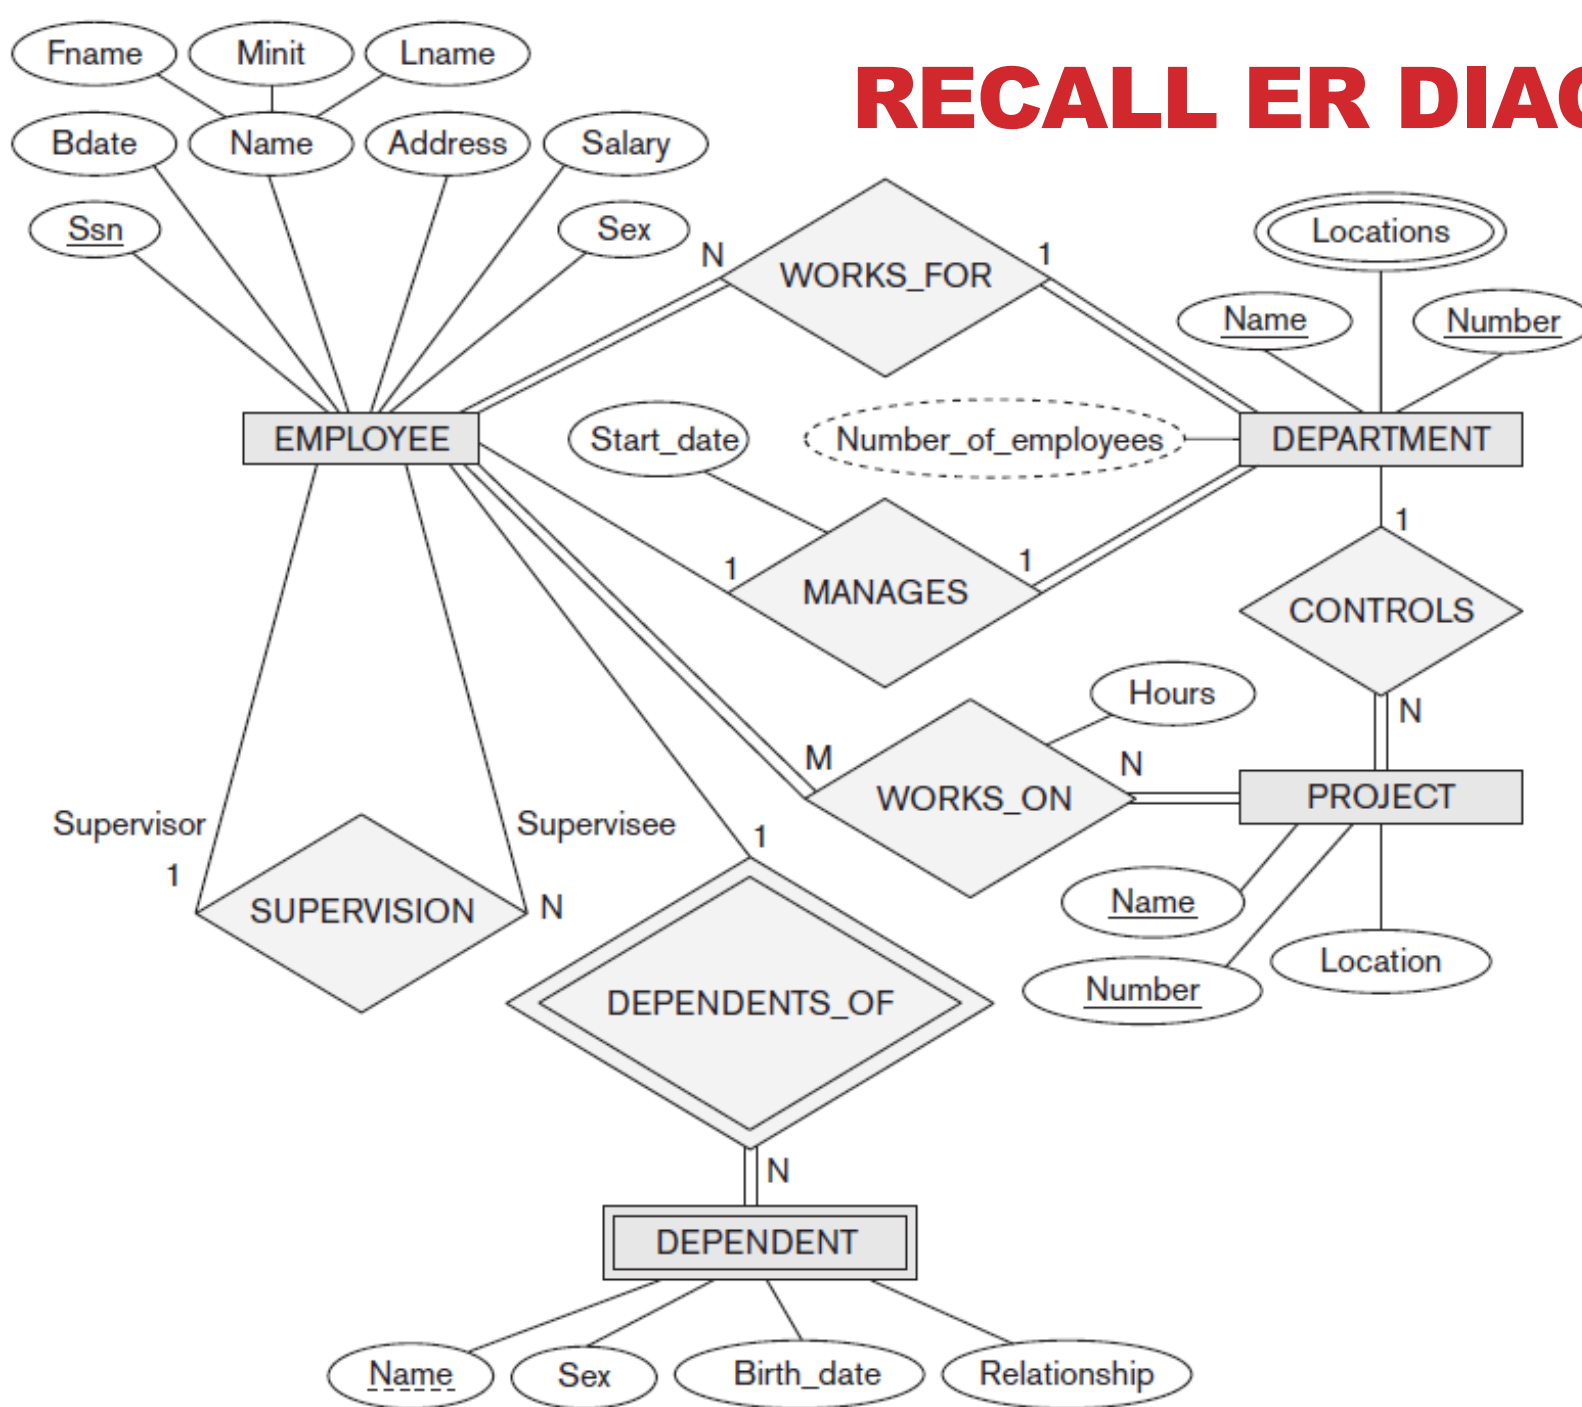 RECALL ER DIAG
Fname Minit Lname
Bdate Name Address Salary
Ssn Sex
N WORKS_FOR 1
Locations
Name Number
EMPLOYEE Start_date Number_of_employees DEPARTMENT
1 MANAGES 1
1
CONTROLS
N
Hours
M WORKS_ON N
PROJECT
Supervisor Supervisee
1 SUPERVISION N
1
Name
Number Location
DEPENDENTS_OF
N
DEPENDENT
Name Sex Birth_date Relationship